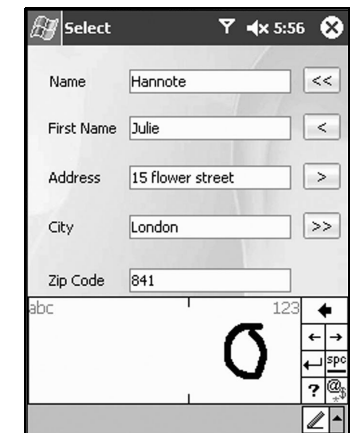 Select 5:56
Name Hannote <<
First Name Julie <
Address 15 flower street >
City London >>
Zip Code 841
abc 123
0
spc
? @$*